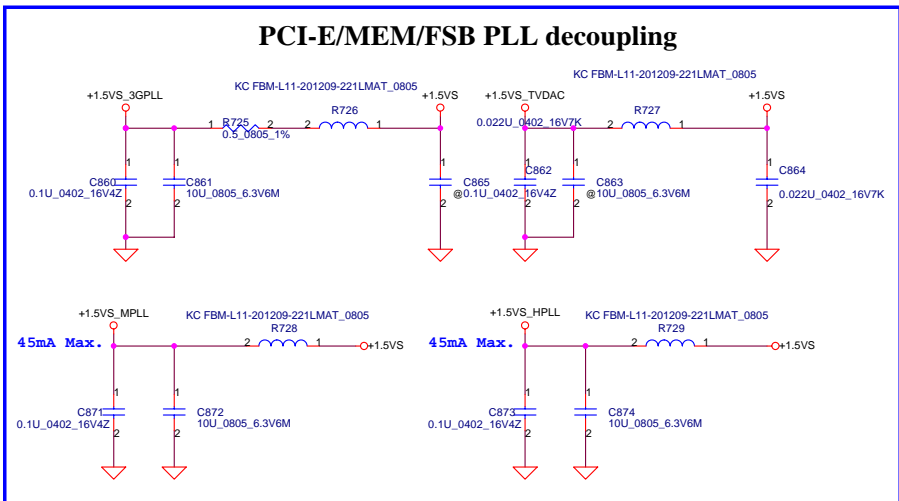 PCI-E/MEM/FSB PLL decoupling
KC FBM-L11-201209-221LMAT_0805
KC FBM-L11-201209-221LMAT_0805
+1.5VS_3GPLL
+1.5VS
+1.5VS_TVDAC
+1.5VS
R726
R727
R725
0.5_0805_1%
0.022U_0402_16V7K
1 2 2 1
2 1
1 1 1 1 1 1
C860
0.1U_0402_16V4Z
C861
10U_0805_6.3V6M
C865
@0.1U_0402_16V4Z
C862
C863
@10U_0805_6.3V6M
C864
0.022U_0402_16V7K
2 2 2 2 2 2
+1.5VS_MPLL
KC FBM-L11-201209-221LMAT_0805
R728
45mA Max.
2 1
+1.5VS
+1.5VS_HPLL
KC FBM-L11-201209-221LMAT_0805
R729
45mA Max.
2 1
+1.5VS
1 1 1 1
C871
0.1U_0402_16V4Z
C872
10U_0805_6.3V6M
C873
0.1U_0402_16V4Z
C874
10U_0805_6.3V6M
2 2 2 2